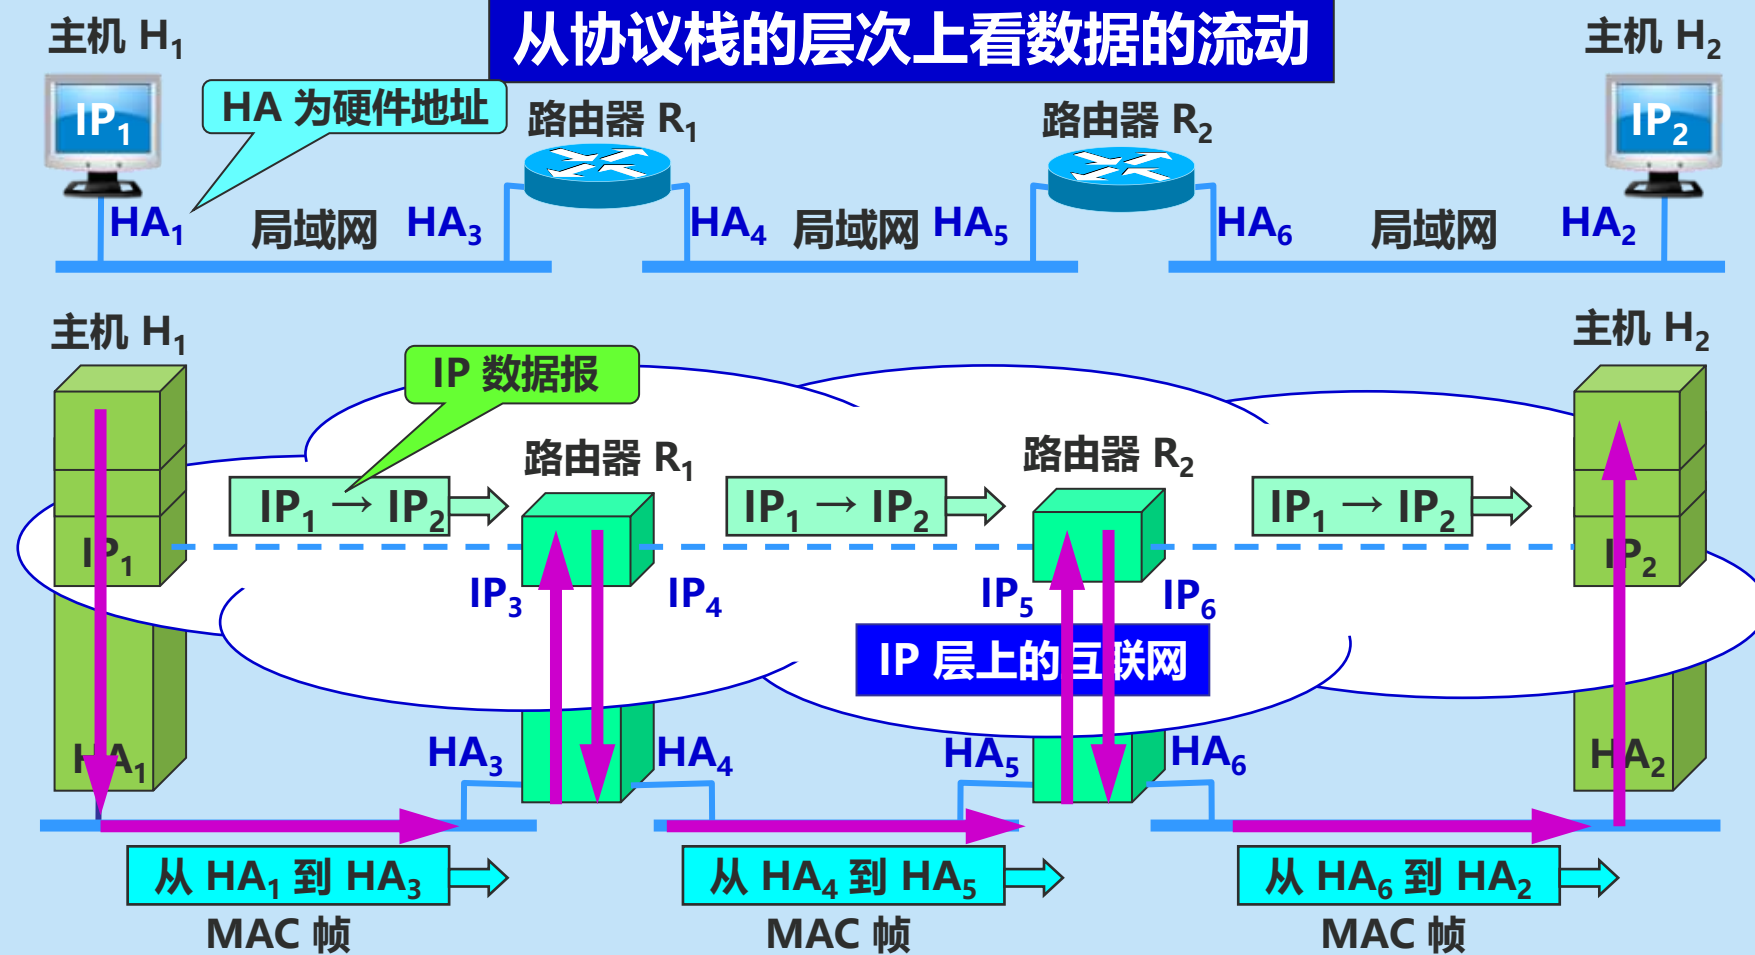 从协议栈的层次上看数据的流动
主机 H₁
主机 H₂
IP₁
HA 为硬件地址
路由器 R₁
路由器 R₂
IP₂
HA₁
局域网
HA₃
HA₄
局域网
HA₅
HA₆
局域网
HA₂
主机 H₁
主机 H₂
IP 数据报
路由器 R₁
路由器 R₂
IP₁ → IP₂
IP₁ → IP₂
IP₁ → IP₂
IP₁
IP₂
IP₃
IP₄
IP₅
IP₆
IP 层上的互联网
HA₁
HA₃
HA₄
HA₅
HA₆
HA₂
从 HA₁ 到 HA₃
从 HA₄ 到 HA₅
从 HA₆ 到 HA₂
MAC 帧
MAC 帧
MAC 帧